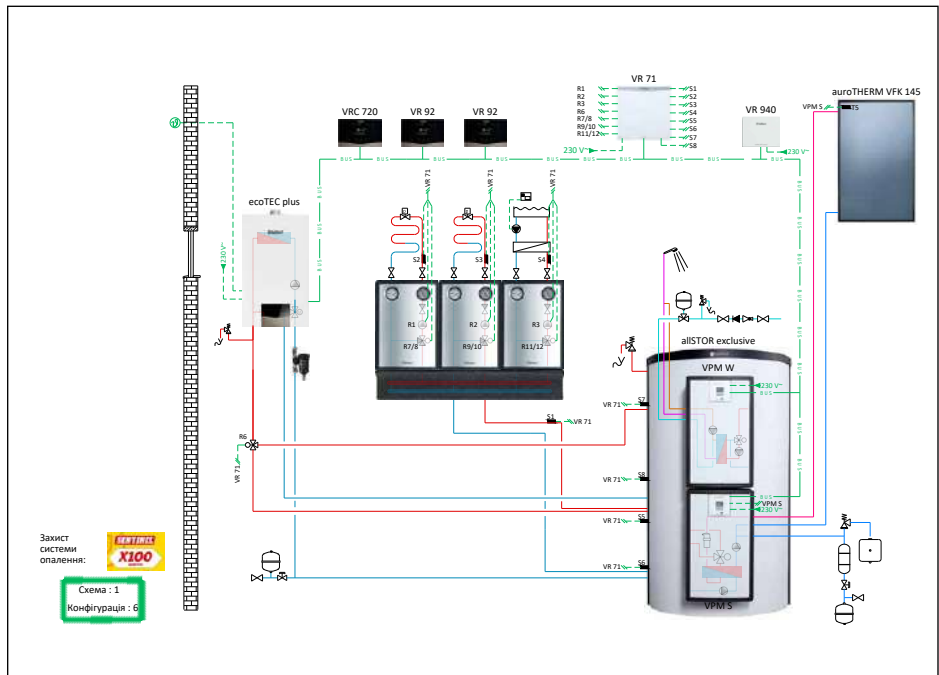 VR 71
auroTHERM VFK 145
VRC 720
VR 92
VR 92
VR 940
R1
R2
R3
R6
R7/8
R9/10
R11/12
S1
S2
S3
S4
S5
S6
S7
S8
VPM S
T5
230 V~
230 V~
BUS
BUS
BUS
BUS
BUS
BUS
BUS
BUS
BUS
ecoTEC plus
230V~
VR 71
VR 71
VR 71
S2
S3
S4
R1
R2
R3
R7/8
R9/10
R11/12
allSTOR exclusive
VPM W
230 V~
BUS
VR 71
S7
S1
VR 71
R6
VR 71
VR 71
S8
BUS
VPM S
230 V~
VR 71
S5
VR 71
S6
VPM S
Захист
системи
опалення:
SENTINEL
X100
Схема : 1
Конфігурація : 6